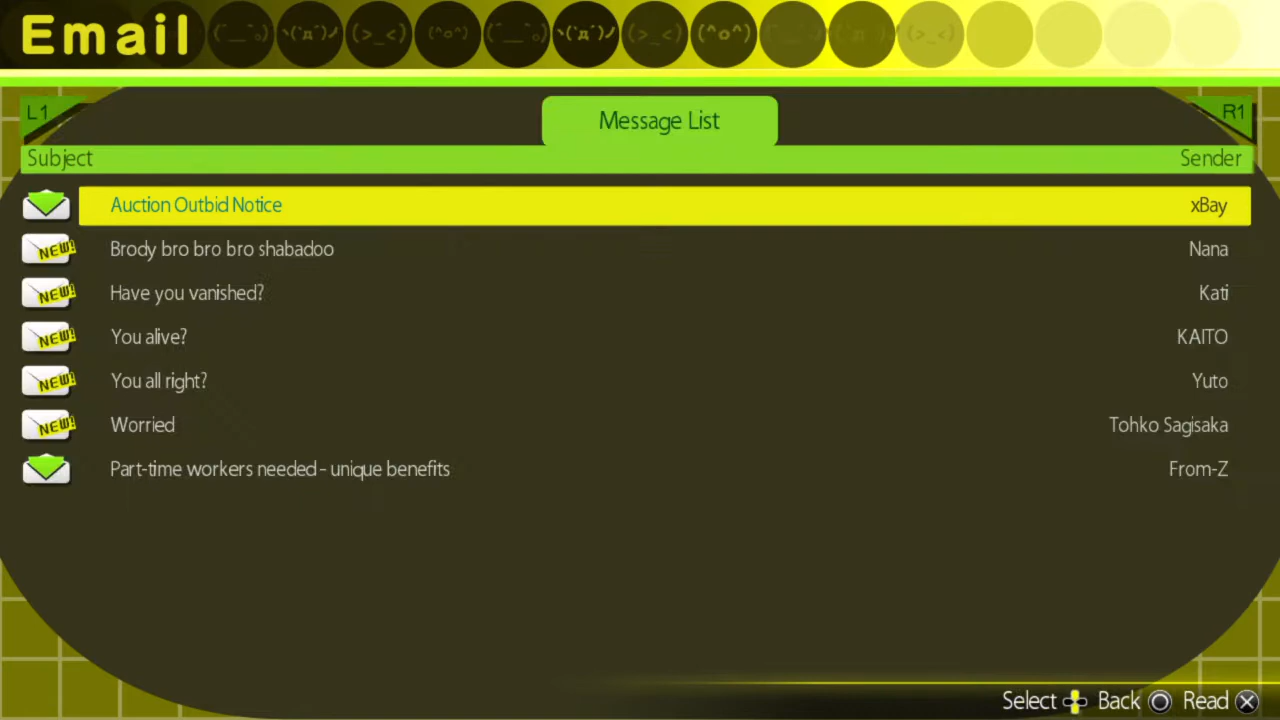 Email
L1
Message List
R1
Subject Sender
Auction Outbid Notice xBay
NEW! Brody bro bro bro shabadoo Nana
NEW! Have you vanished? Kati
NEW! You alive? KAITO
NEW! You all right? Yuto
NEW! Worried Tohko Sagisaka
Part-time workers needed - unique benefits From-Z
Select Back Read